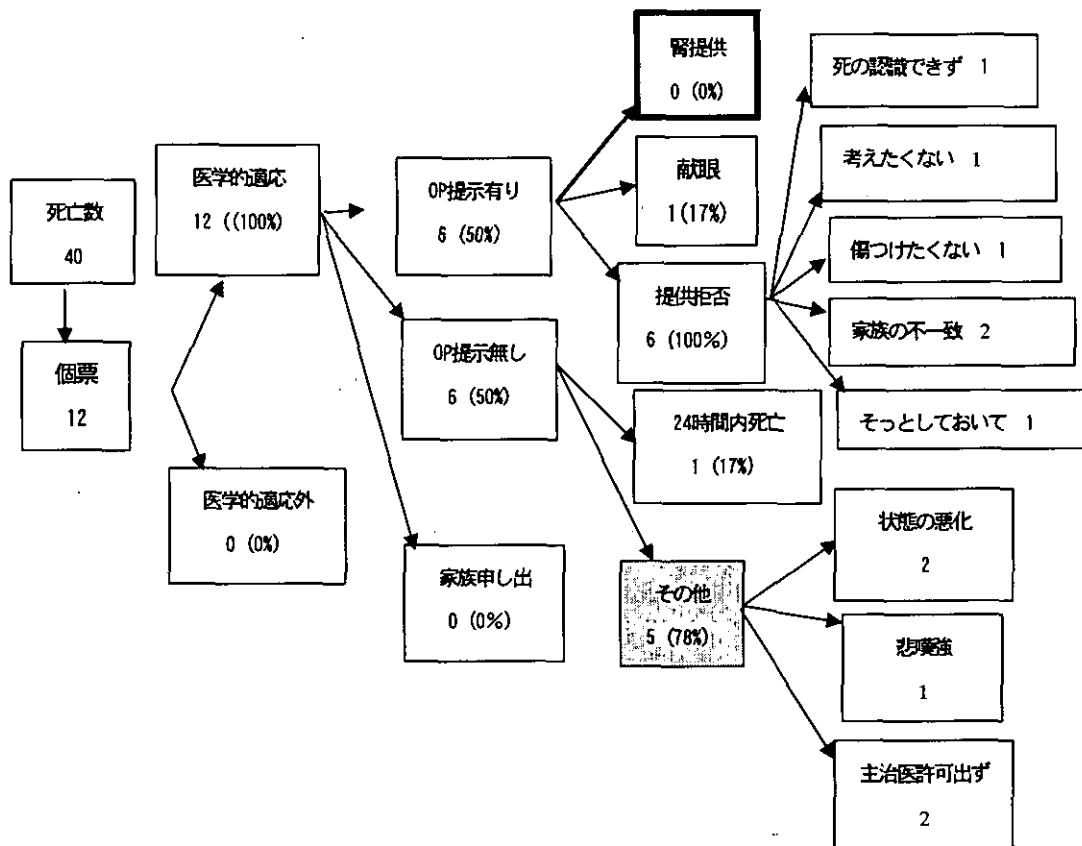 死亡数
40
個票
12
医学的適応
12 ((100%)
医学的適応外
0 (0%)
OP提示有り
6 (50%)
OP提示無し
6 (50%)
家族申し出
0 (0%)
腎提供
0 (0%)
献眼
1 (17%)
提供拒否
6 (100%)
24時間内死亡
1 (17%)
その他
5 (78%)
死の認識できず 1
考えたくない 1
傷つけたくない 1
家族の不一致 2
そっとしておいて 1
状態の悪化
2
悲嘆強
1
主治医許可出ず
2